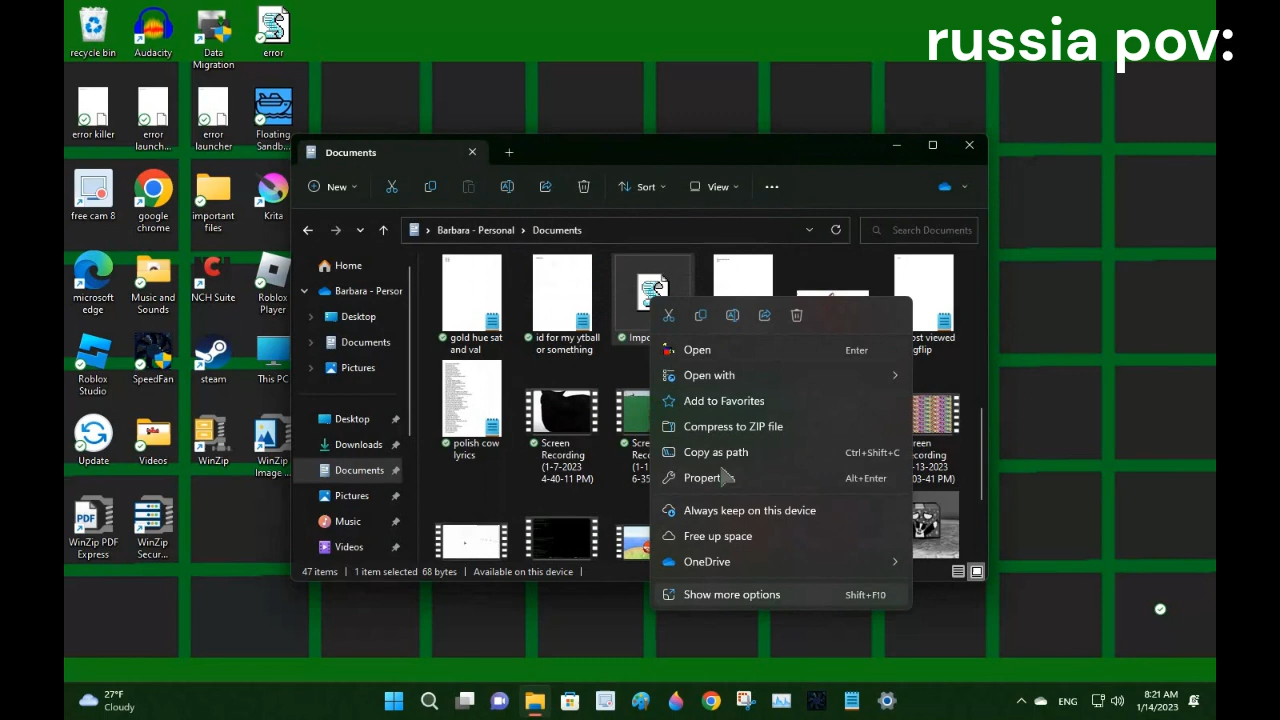 russia pov:
recycle bin
Audacity
Data
Migration
error
error killer
error
launch...
error
launcher
Floating
Sandb...
free cam 8
google
chrome
important
files
Krita
microsoft
edge
Music and
Sounds
NCH Suite
Roblox
Player
Roblox
Studio
SpeedFan
steam
This PC
Update
Videos
WinZip
WinZip
Image ...
WinZip PDF
Express
WinZip
Secur...
Documents
New
Sort
View
Barbara - Personal
Documents
Search Documents
Home
Barbara - Persor
Desktop
Documents
Pictures
Desktop
Downloads
Documents
Pictures
Music
Videos
gold hue sat
and val
id for my ytball
or something
Impo
ost viewed
gflip
polish cow
lyrics
Screen
Recording
(1-7-2023
4-40-11 PM)
Screen
Recording
(1-1
6-35
creen
Recording
-13-2023
03-41 PM)
Open Enter
Open with
Add to Favorites
Compress to ZIP file
Copy as path Ctrl+Shift+C
Propert Alt+Enter
Always keep on this device
Free up space
OneDrive
Show more options Shift+F10
47 items 1 item selected 68 bytes Available on this device
27°F
Cloudy
ENG
8:21 AM
1/14/2023